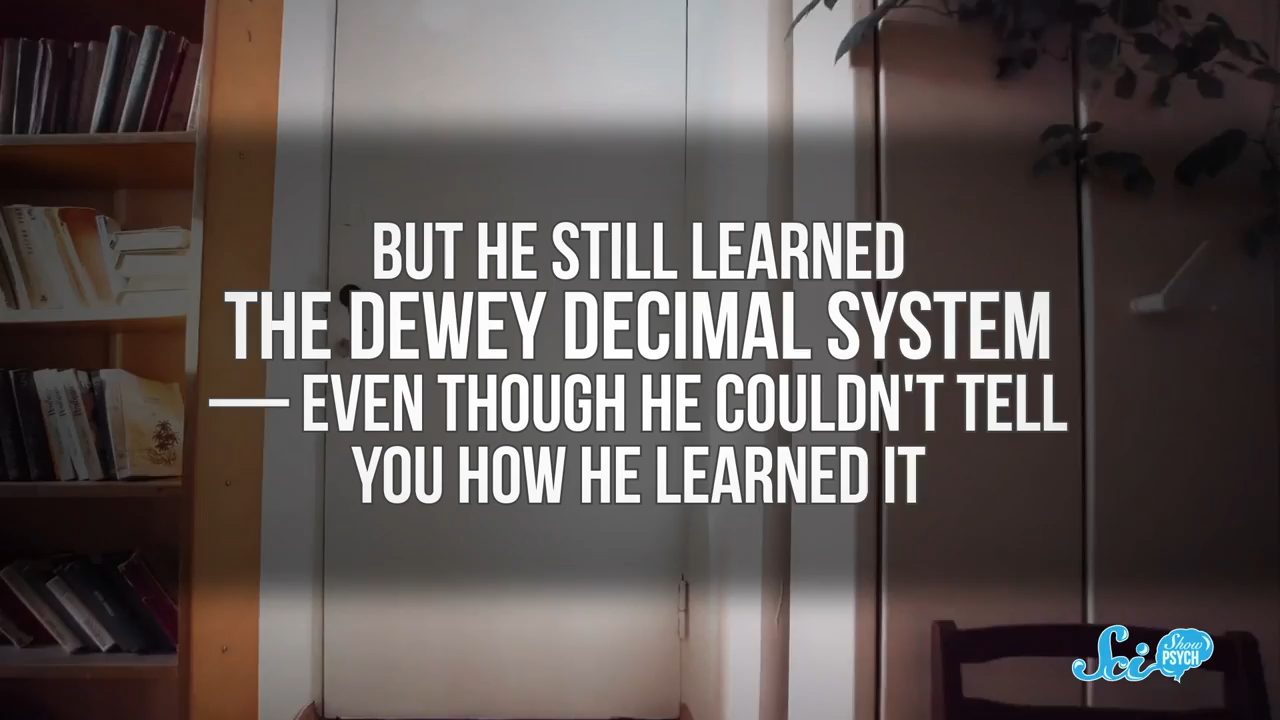 BUT HE STILL LEARNED
THE DEWEY DECIMAL SYSTEM
— EVEN THOUGH HE COULDN'T TELL
YOU HOW HE LEARNED IT
Sci Show
PSYCH